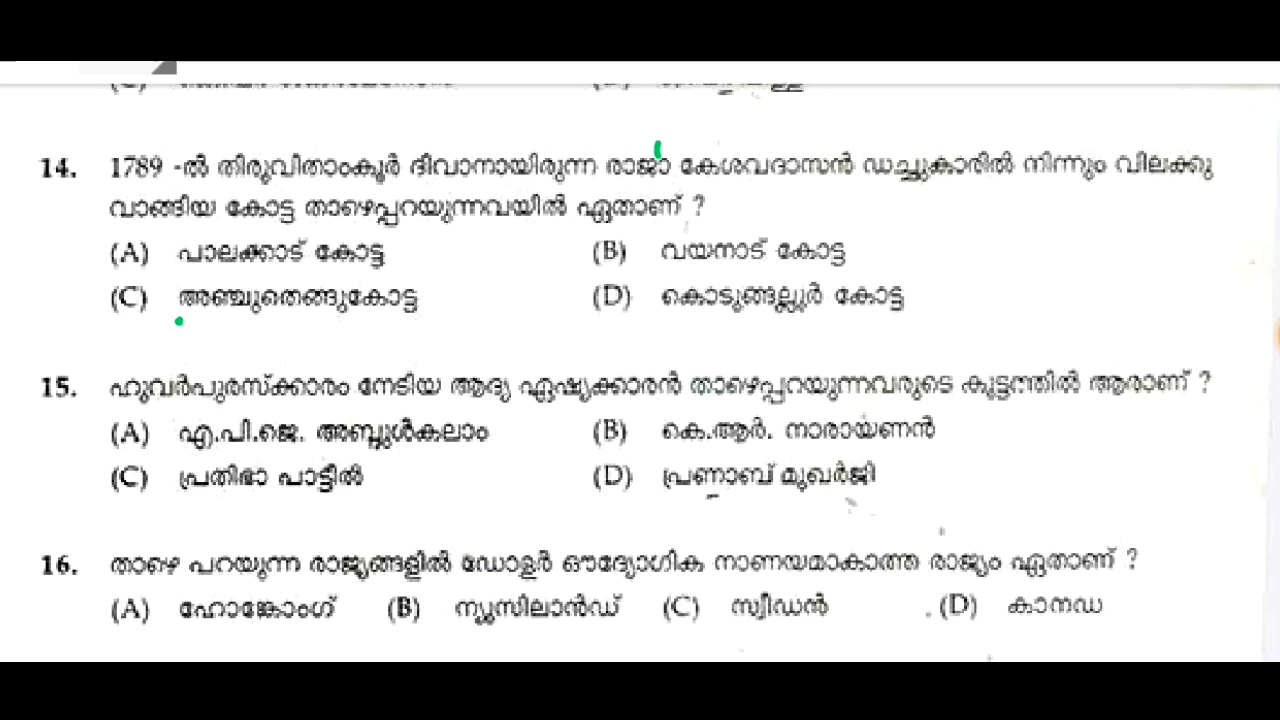 14. 1789 -ൽ തിരുവിതാംകൂർ ദിവാനായിരുന്ന രാജാ കേശവദാസൻ ഡച്ചുകാരിൽ നിന്നും വിലക്കു
വാങ്ങിയ കോട്ട താഴെപ്പറയുന്നവയിൽ ഏതാണ് ?
(A) പാലക്കാട് കോട്ട (B) വയനാട് കോട്ട
(C) അഞ്ചുതെങ്ങുകോട്ട (D) കൊടുങ്ങല്ലൂർ കോട്ട
15. ഹൂവർപുരസ്ക്കാരം നേടിയ ആദ്യ ഏഷ്യക്കാരൻ താഴെപ്പറയുന്നവരുടെ കൂട്ടത്തിൽ ആരാണ് ?
(A) എ.പി.ജെ. അബ്ദുൾകലാം (B) കെ.ആർ. നാരായണൻ
(C) പ്രതിഭാ പാട്ടീൽ (D) പ്രണാബ് മുഖർജി
16. താഴെ പറയുന്ന രാജ്യങ്ങളിൽ ഡോളർ ഔദ്യോഗിക നാണയമാകാത്ത രാജ്യം ഏതാണ് ?
(A) ഹോങ്കോംഗ് (B) ന്യൂസിലാൻഡ് (C) സ്വീഡൻ (D) കാനഡ